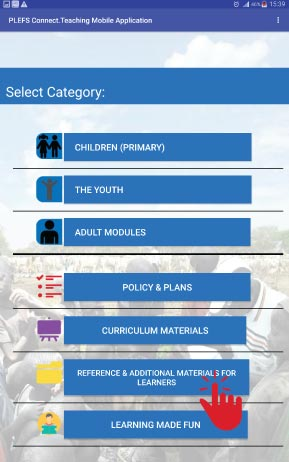 15:39
PLEFS Connect.Teaching Mobile Application
Select Category:
CHILDREN (PRIMARY)
THE YOUTH
ADULT MODULES
POLICY & PLANS
CURRICULUM MATERIALS
REFERENCE & ADDITIONAL MATERIALS FOR
LEARNERS
LEARNING MADE FUN